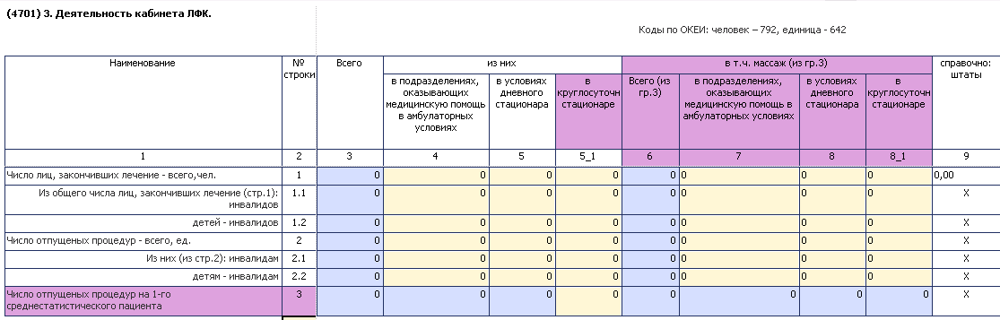 (4701) 3. Деятельность кабинета ЛФК.
Коды по ОКЕИ: человек – 792, единица - 642
Наименование № строки Всего из них в т.ч. массаж (из гр.3) справочно: штаты
в подразделениях, оказывающих медицинскую помощь в амбулаторных условиях
в условиях дневного стационара
в круглосуточн стационаре
Всего (из гр.3)
в подразделениях, оказывающих медицинскую помощь в амбулаторных условиях
в условиях дневного стационара
в круглосуточн стационаре
1 2 3 4 5 5_1 6 7 8 8_1 9
Число лиц, закончивших лечение - всего,чел. 1 0 0 0 0 0 0 0 0 0,00
Из общего числа лиц, закончивших лечение (стр.1):
инвалидов 1.1 0 0 0 0 0 0 0 0 X
детей - инвалидов 1.2 0 0 0 0 0 0 0 0 X
Число отпущеных процедур - всего, ед. 2 0 0 0 0 0 0 0 0 X
Из них (из стр.2): инвалидам 2.1 0 0 0 0 0 0 0 0 X
детям - инвалидам 2.2 0 0 0 0 0 0 0 0 X
Число отпущеных процедур на 1-го
среднестатистического пациента 3 0 0 0 0 0 0 0 0 X